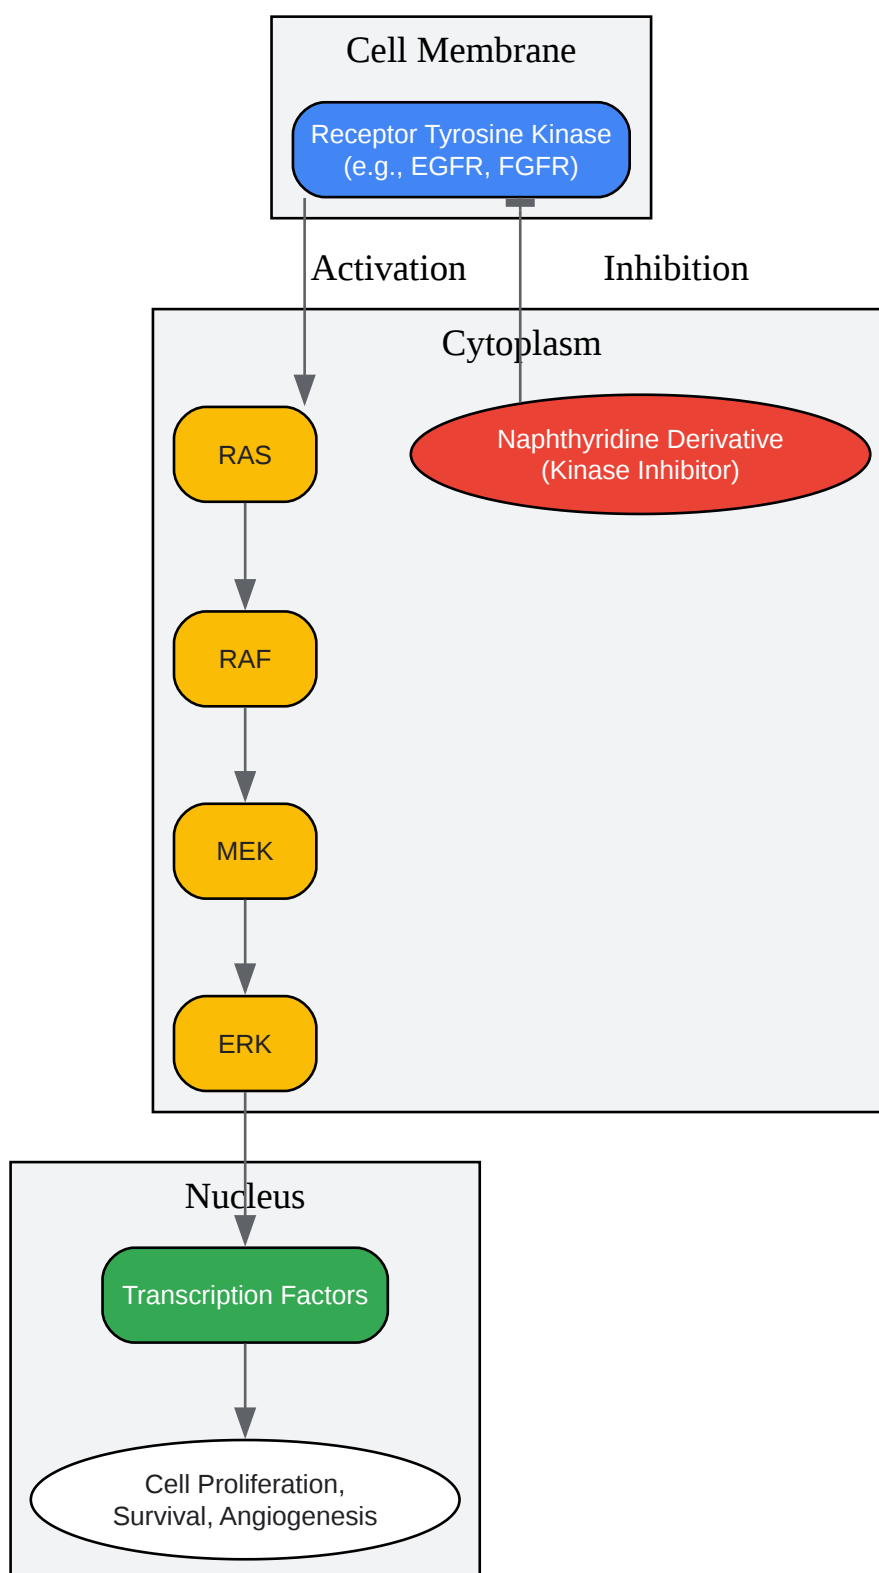 Cell Membrane
Receptor Tyrosine Kinase
(e.g., EGFR, FGFR)
Activation
Inhibition
Cytoplasm
RAS
Naphthyridine Derivative
(Kinase Inhibitor)
RAF
MEK
ERK
Nucleus
Transcription Factors
Cell Proliferation,
Survival, Angiogenesis